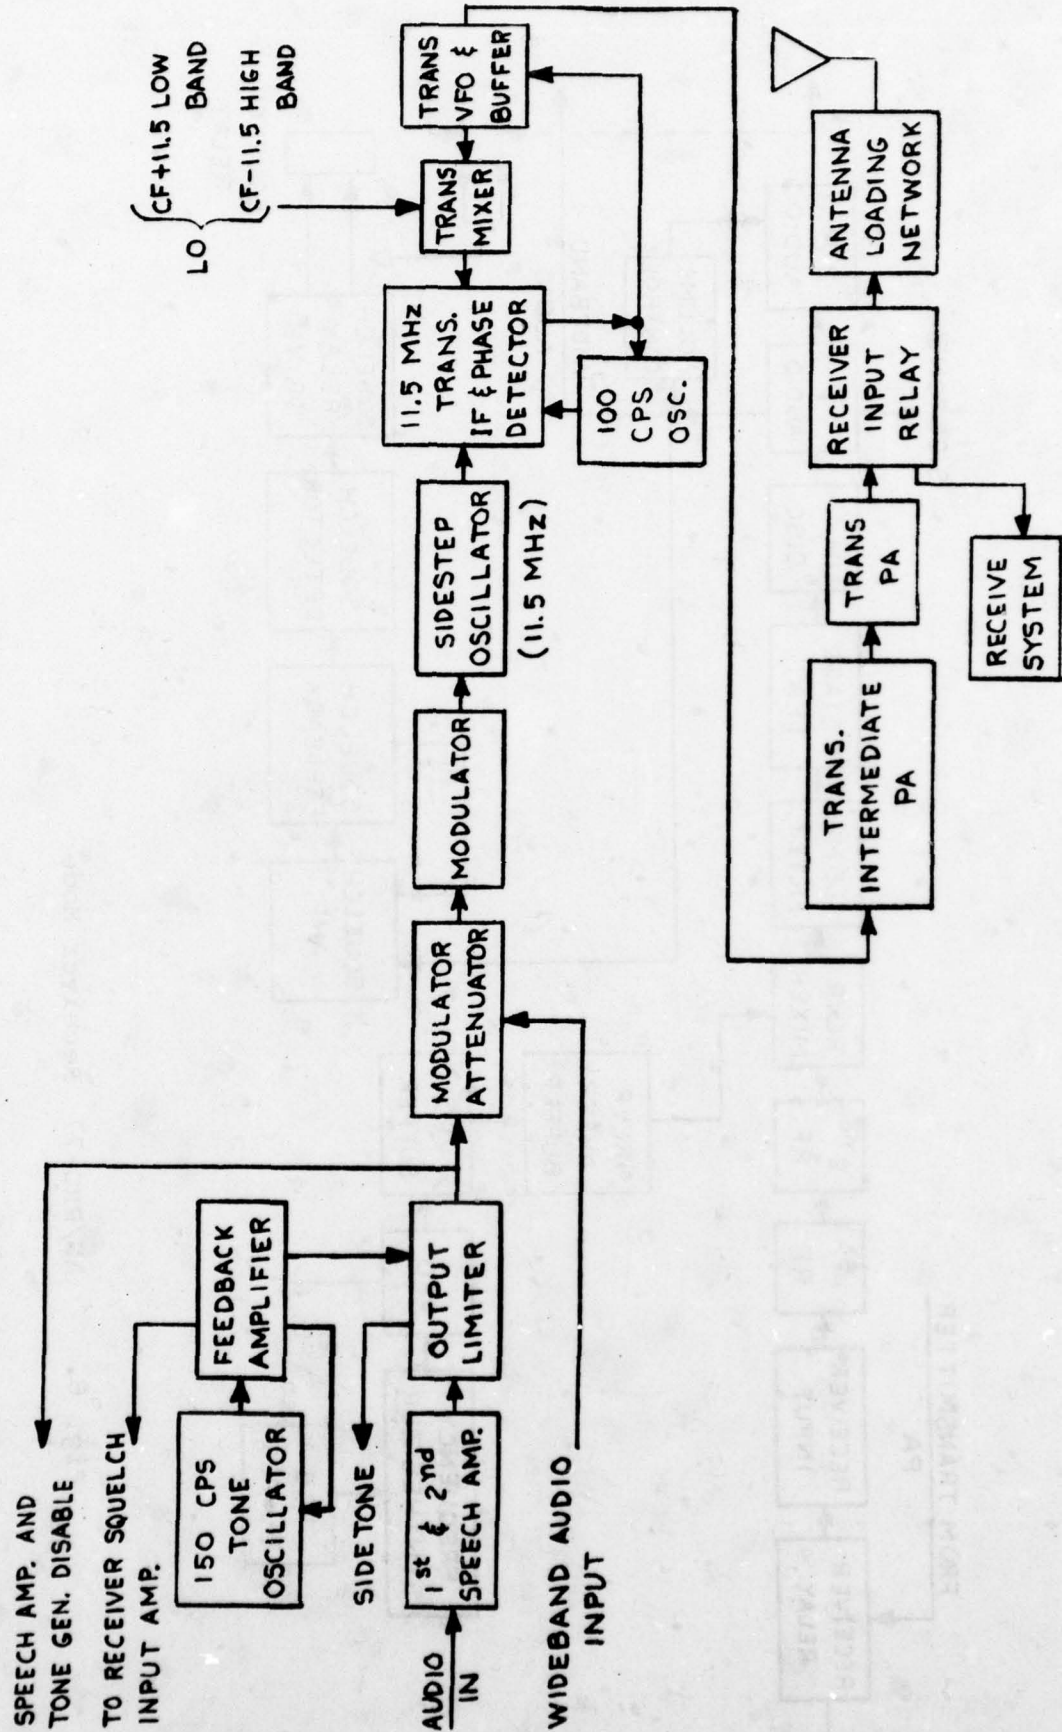 SPEECH AMP. AND
TONE GEN. DISABLE
TO RECEIVER SQUELCH
INPUT AMP.
150 CPS
TONE
OSCILLATOR
FEEDBACK
AMPLIFIER
SIDETONE
AUDIO
IN
1st & 2nd
SPEECH AMP.
OUTPUT
LIMITER
WIDEBAND AUDIO
INPUT
MODULATOR
ATTENUATOR
MODULATOR
SIDESTEP
OSCILLATOR
(11.5 MHz)
11.5 MHz
TRANS.
IF & PHASE
DETECTOR
100
CPS
OSC.
LO
CF+11.5 LOW
BAND
CF-11.5 HIGH
BAND
TRANS
MIXER
TRANS
VFO &
BUFFER
TRANS.
INTERMEDIATE
PA
TRANS
PA
RECEIVER
INPUT
RELAY
ANTENNA
LOADING
NETWORK
RECEIVE
SYSTEM